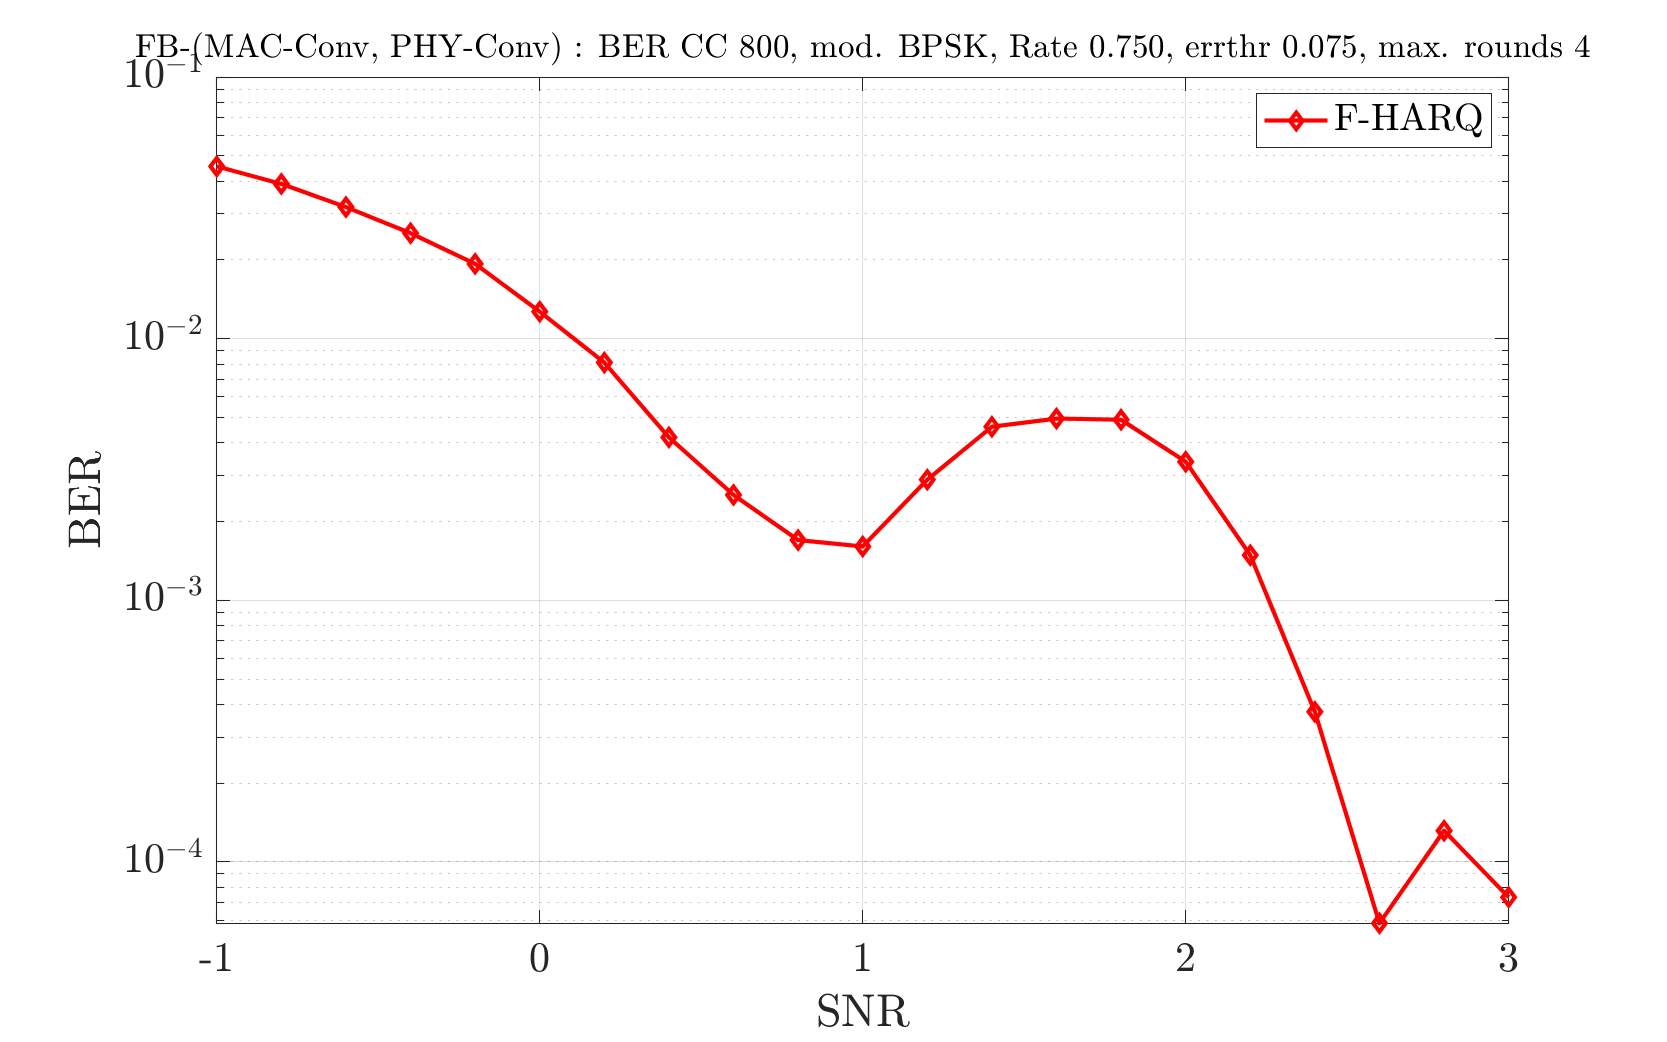 FB-(MAC-Conv, PHY-Conv) : BER CC 800, mod. BPSK, Rate 0.750, errthr 0.075, max. rounds 4
F-HARQ
10^{-1}
10^{-2}
10^{-3}
10^{-4}
BER
-1 0 1 2 3
SNR